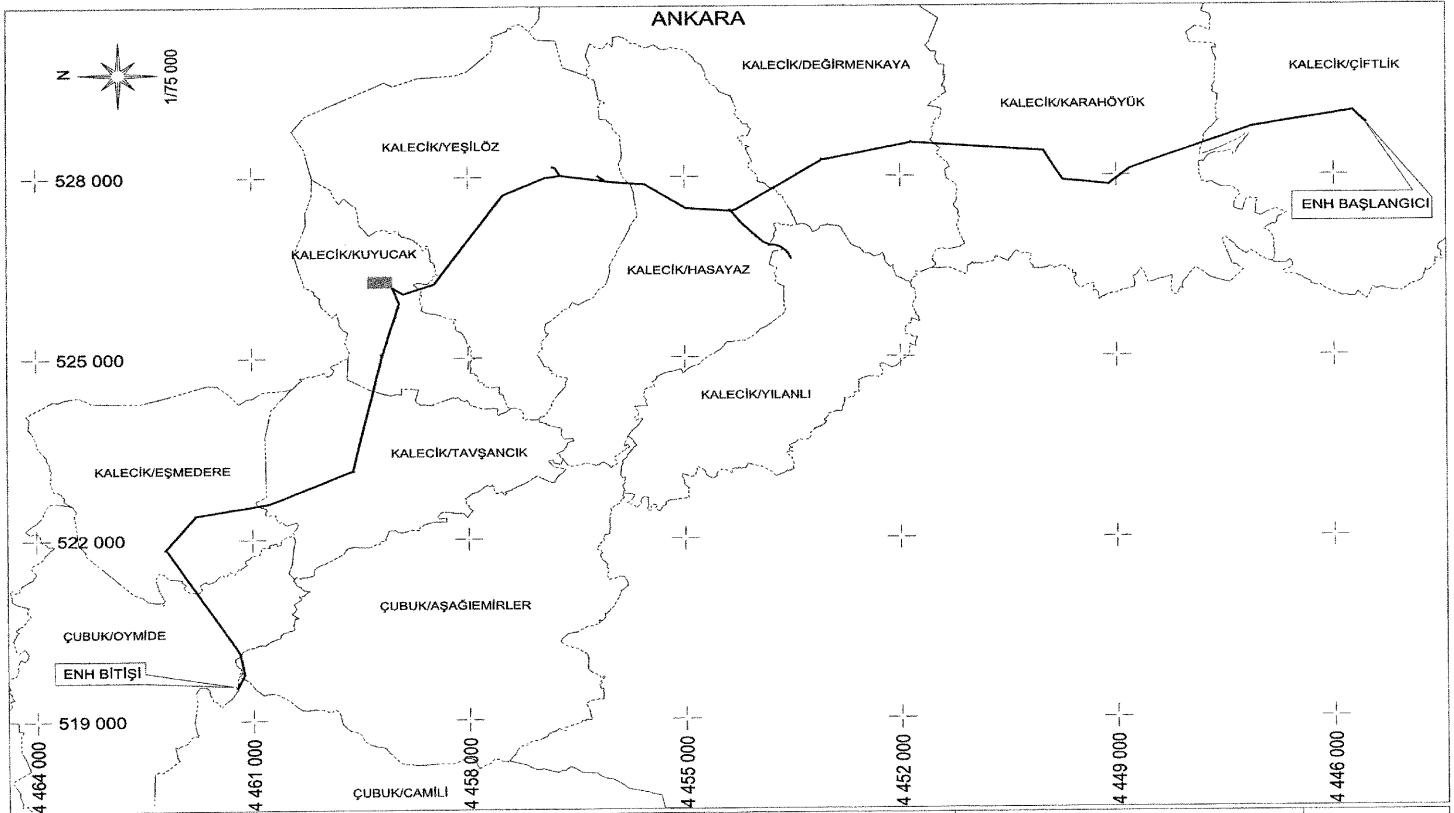 ANKARA
N
1/75 000
KALECİK/DEĞİRMENKAYA
KALECİK/ÇİFTLİK
KALECİK/KARAHÖYÜK
KALECİK/YEŞİLÖZ
528 000
ENH BAŞLANGICI
KALECİK/KUYUCAK
KALECİK/HASAYAZ
525 000
KALECİK/YILANLI
KALECİK/TAVŞANCIK
KALECİK/EŞMEDERE
522 000
ÇUBUK/AŞAĞIEMİRLER
ÇUBUK/OYMİDE
ENH BİTİŞİ
519 000
4 464 000
4 461 000
4 458 000
4 455 000
4 452 000
4 449 000
4 446 000
ÇUBUK/CAMİLİ